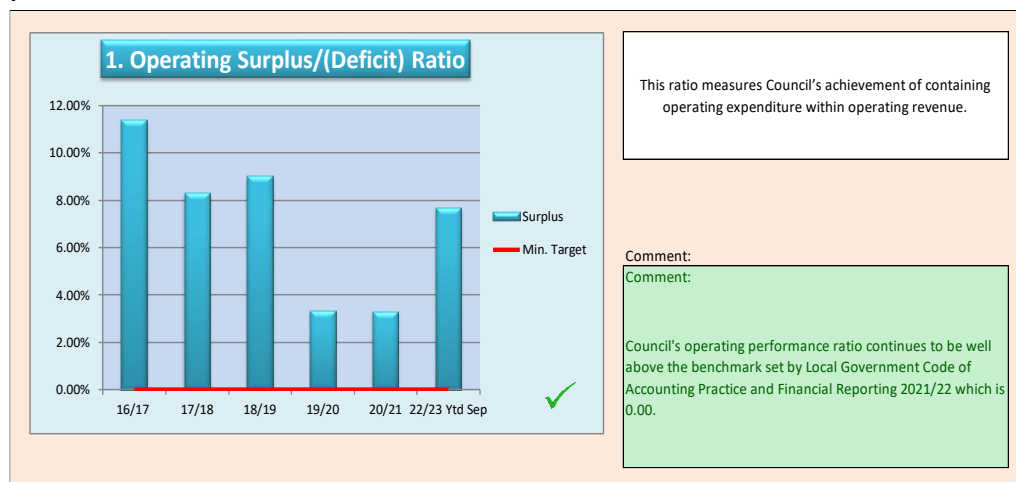 1. Operating Surplus/(Deficit) Ratio
12.00%
10.00%
8.00%
6.00%
4.00%
2.00%
0.00%
16/17 17/18 18/19 19/20 20/21 22/23 Ytd Sep
Surplus
Min. Target
This ratio measures Council’s achievement of containing
operating expenditure within operating revenue.
Comment:
Comment:
Council's operating performance ratio continues to be well
above the benchmark set by Local Government Code of
Accounting Practice and Financial Reporting 2021/22 which is
0.00.